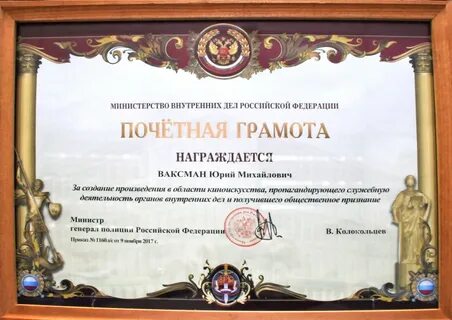 МИНИСТЕРСТВО ВНУТРЕННИХ ДЕЛ РОССИЙСКОЙ ФЕДЕРАЦИИ
ПОЧЁТНАЯ ГРАМОТА
НАГРАЖДАЕТСЯ
ВАКСМАН Юрий Михайлович
За создание произведения в области киноискусства, пропагандирующего служебную
деятельность органов внутренних дел и получившего общественное признание
Министр
генерал полиции Российской Федерации
В. Колокольцев
Приказ № от 9 ноября 2017 г.